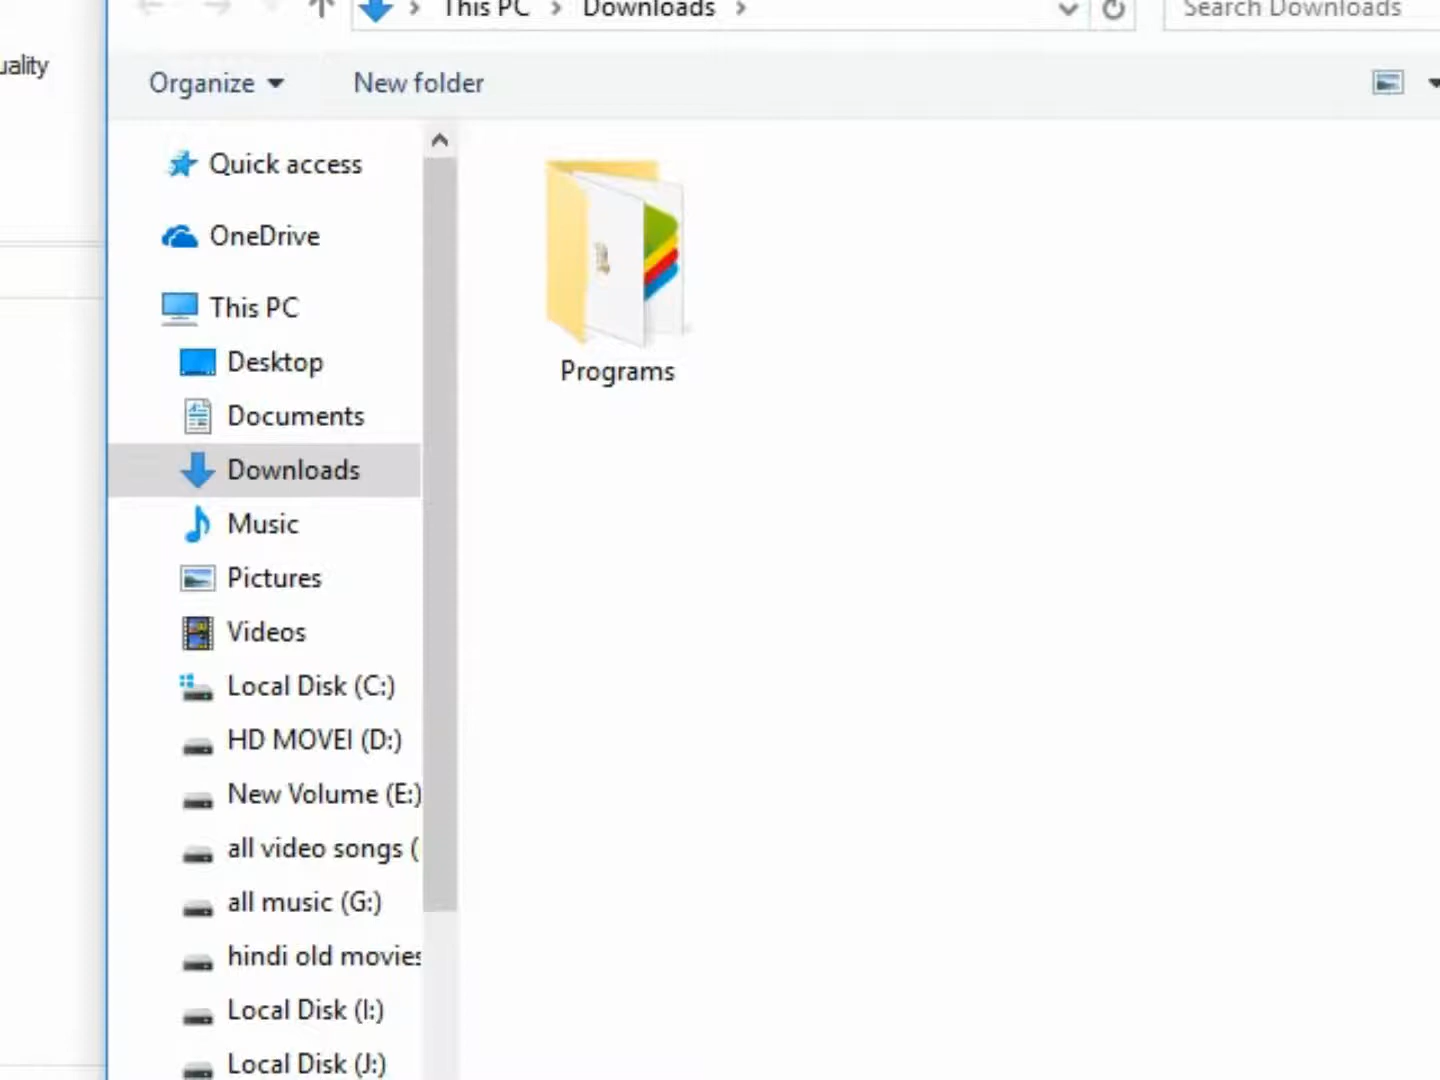 This PC
Downloads
Search Downloads
Organize
New folder
Quick access
OneDrive
This PC
Desktop
Documents
Downloads
Music
Pictures
Videos
Local Disk (C:)
HD MOVEI (D:)
New Volume (E:)
all video songs (
all music (G:)
hindi old movies
Local Disk (I:)
Local Disk (J:)
Programs